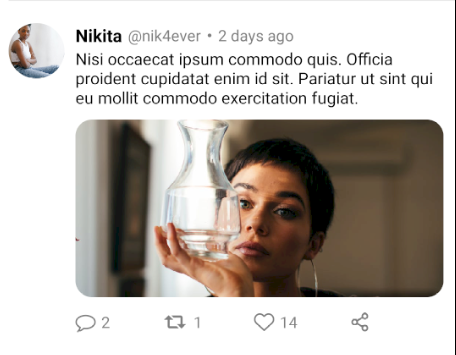 Nikita @nik4ever • 2 days ago
Nisi occaecat ipsum commodo quis. Officia
proident cupidatat enim id sit. Pariatur ut sint qui
eu mollit commodo exercitation fugiat.
2 1 14